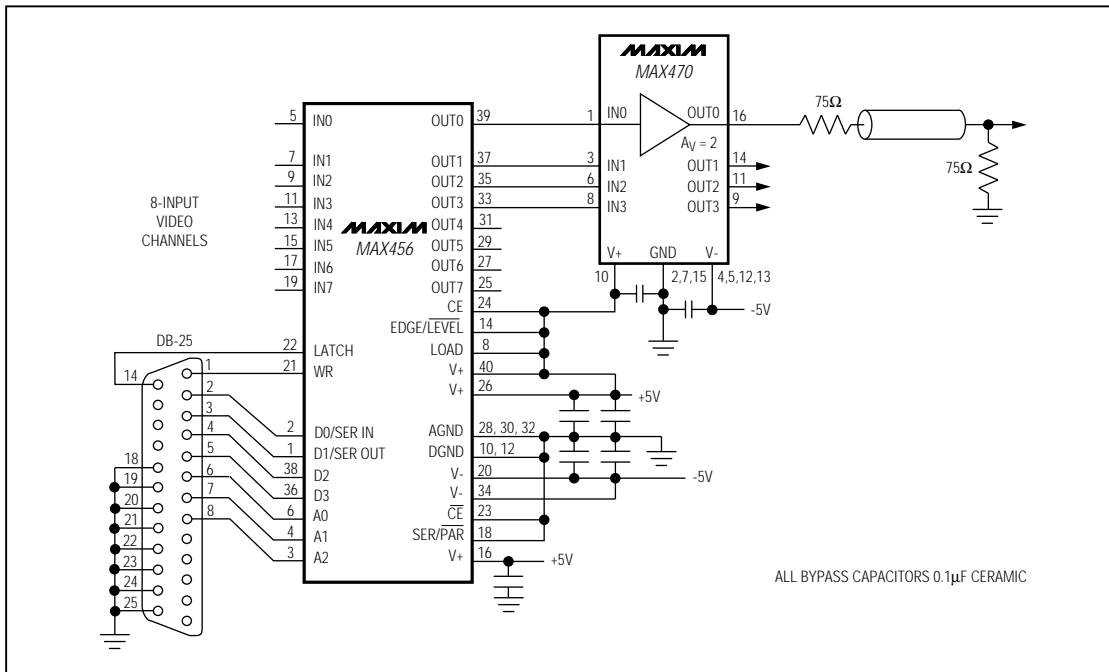 MAXIM
MAX470
1 IN0 OUT0 16
AV = 2
3 IN1 OUT1 14
6 IN2 OUT2 11
8 IN3 OUT3 9
V+ GND V-
10 2,7,15 4,5,12,13
-5V
75Ω
75Ω
8-INPUT
VIDEO
CHANNELS
MAXIM
MAX456
5 IN0 OUT0 39
7 IN1 OUT1 37
9 IN2 OUT2 35
11 IN3 OUT3 33
13 IN4 OUT4 31
15 IN5 OUT5 29
17 IN6 OUT6 27
19 IN7 OUT7 25
CE 24
EDGE/LEVEL 14
22 LATCH LOAD 8
21 WR V+ 40
V+ 26
+5V
2 D0/SER IN AGND 28, 30, 32
1 D1/SER OUT DGND 10, 12
38 D2 V- 20
-5V
36 D3 V- 34
6 A0 CE 23
4 A1 SER/PAR 18
3 A2 V+ 16
+5V
DB-25
14
1
2
3
4
5
6
7
8
18
19
20
21
22
23
24
25
ALL BYPASS CAPACITORS 0.1µF CERAMIC